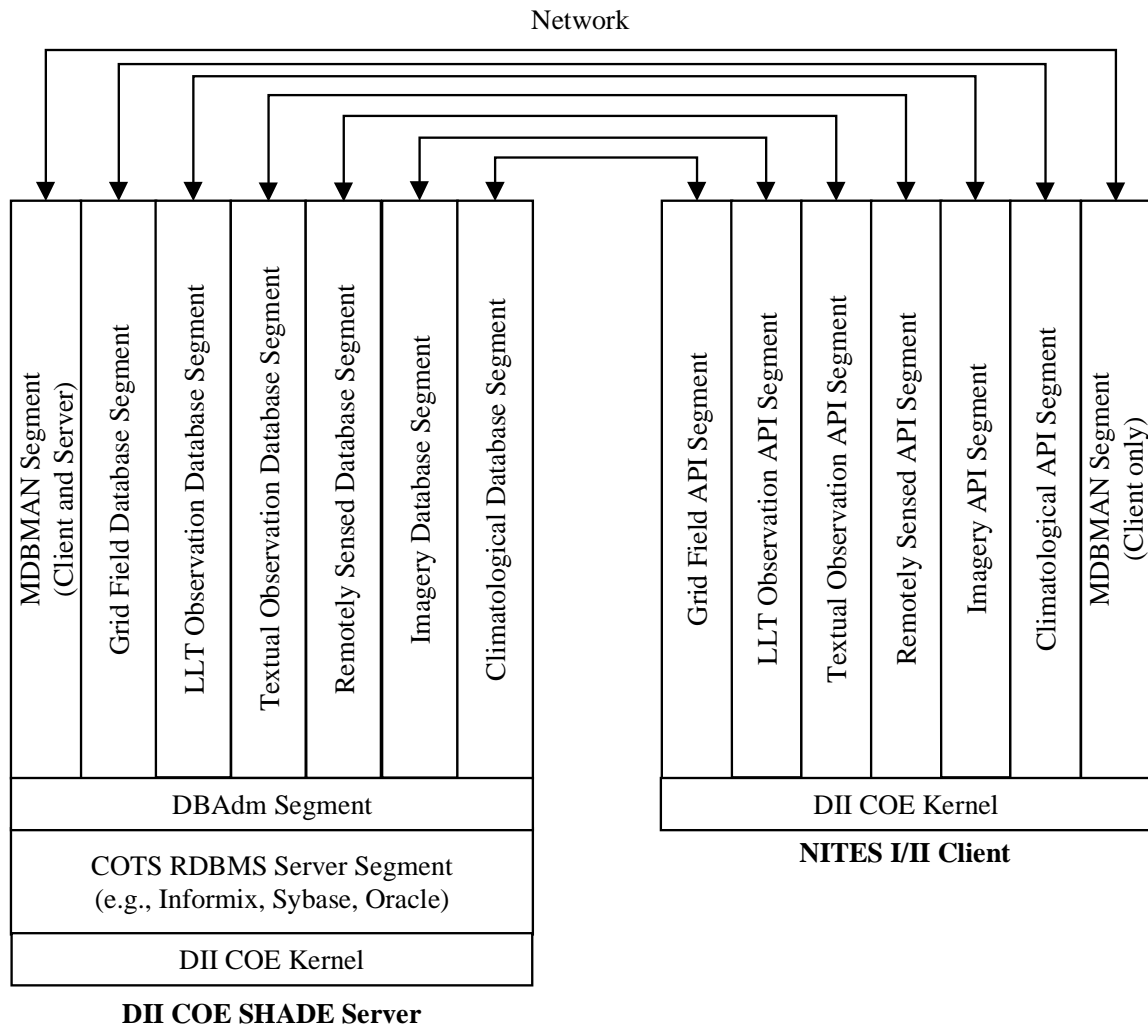 Network
MDBMAN Segment
(Client and Server)
Grid Field Database Segment
LLT Observation Database Segment
Textual Observation Database Segment
Remotely Sensed Database Segment
Imagery Database Segment
Climatological Database Segment
DBAdm Segment
COTS RDBMS Server Segment
(e.g., Informix, Sybase, Oracle)
DII COE Kernel
DII COE SHADE Server
Grid Field API Segment
LLT Observation API Segment
Textual Observation API Segment
Remotely Sensed API Segment
Imagery API Segment
Climatological API Segment
MDBMAN Segment
(Client only)
DII COE Kernel
NITES I/II Client